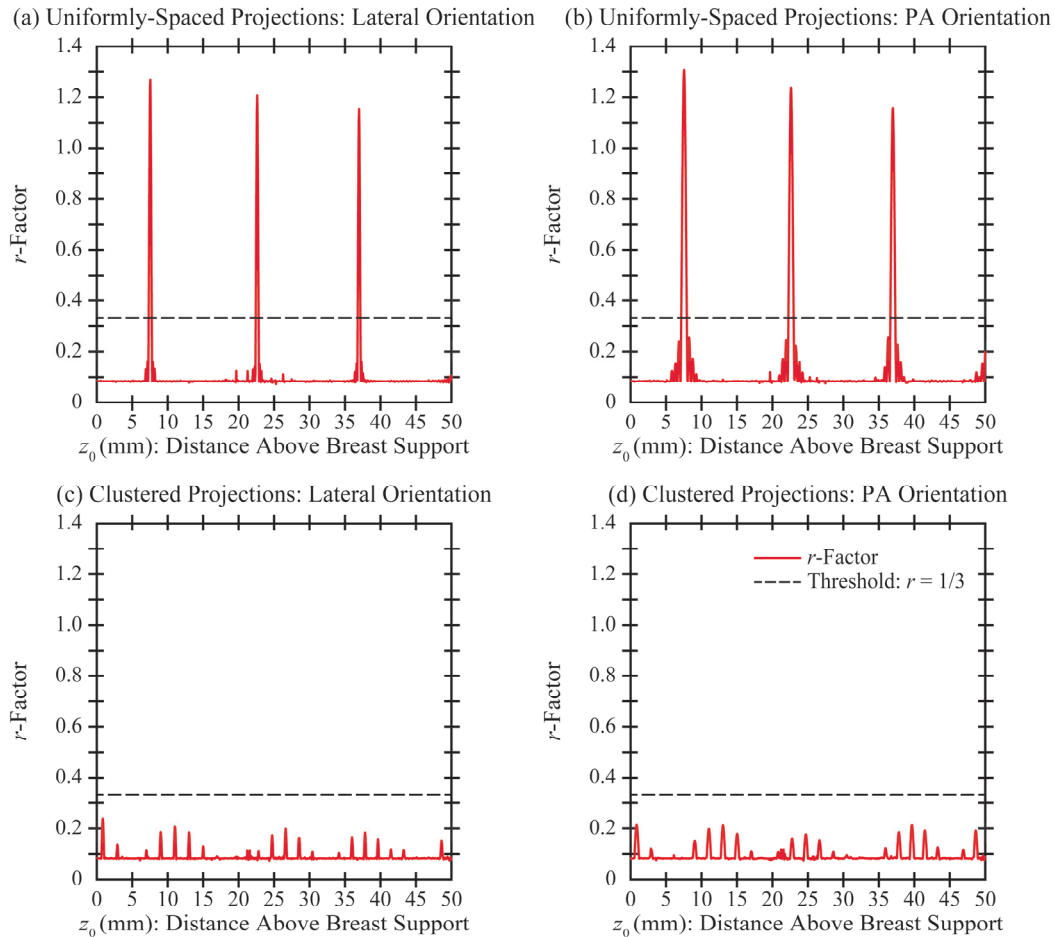 (a) Uniformly-Spaced Projections: Lateral Orientation
1.4
1.2
1.0
0.8
0.6
0.4
0.2
0
r-Factor
0 5 10 15 20 25 30 35 40 45 50
z0 (mm): Distance Above Breast Support
(b) Uniformly-Spaced Projections: PA Orientation
1.4
1.2
1.0
0.8
0.6
0.4
0.2
0
r-Factor
0 5 10 15 20 25 30 35 40 45 50
z0 (mm): Distance Above Breast Support
(c) Clustered Projections: Lateral Orientation
1.4
1.2
1.0
0.8
0.6
0.4
0.2
0
r-Factor
0 5 10 15 20 25 30 35 40 45 50
z0 (mm): Distance Above Breast Support
(d) Clustered Projections: PA Orientation
1.4
1.2
1.0
0.8
0.6
0.4
0.2
0
r-Factor
r-Factor
Threshold: r = 1/3
0 5 10 15 20 25 30 35 40 45 50
z0 (mm): Distance Above Breast Support